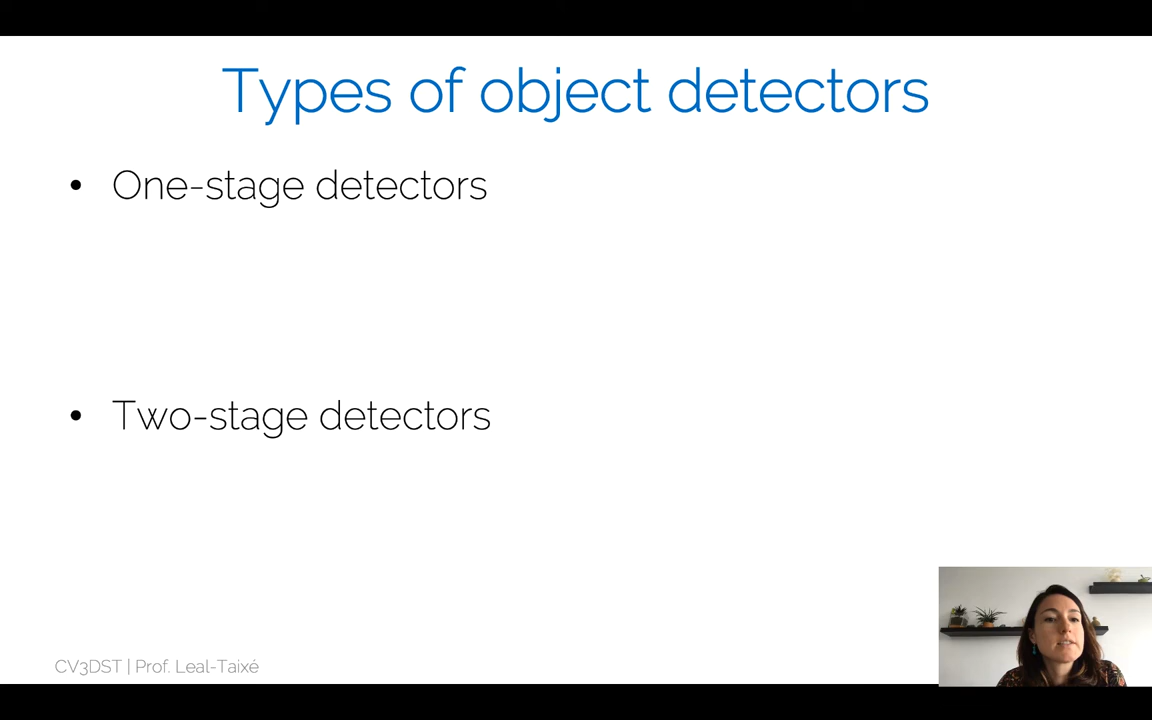 Types of object detectors
• One-stage detectors
• Two-stage detectors
CV3DST | Prof. Leal-Taixé